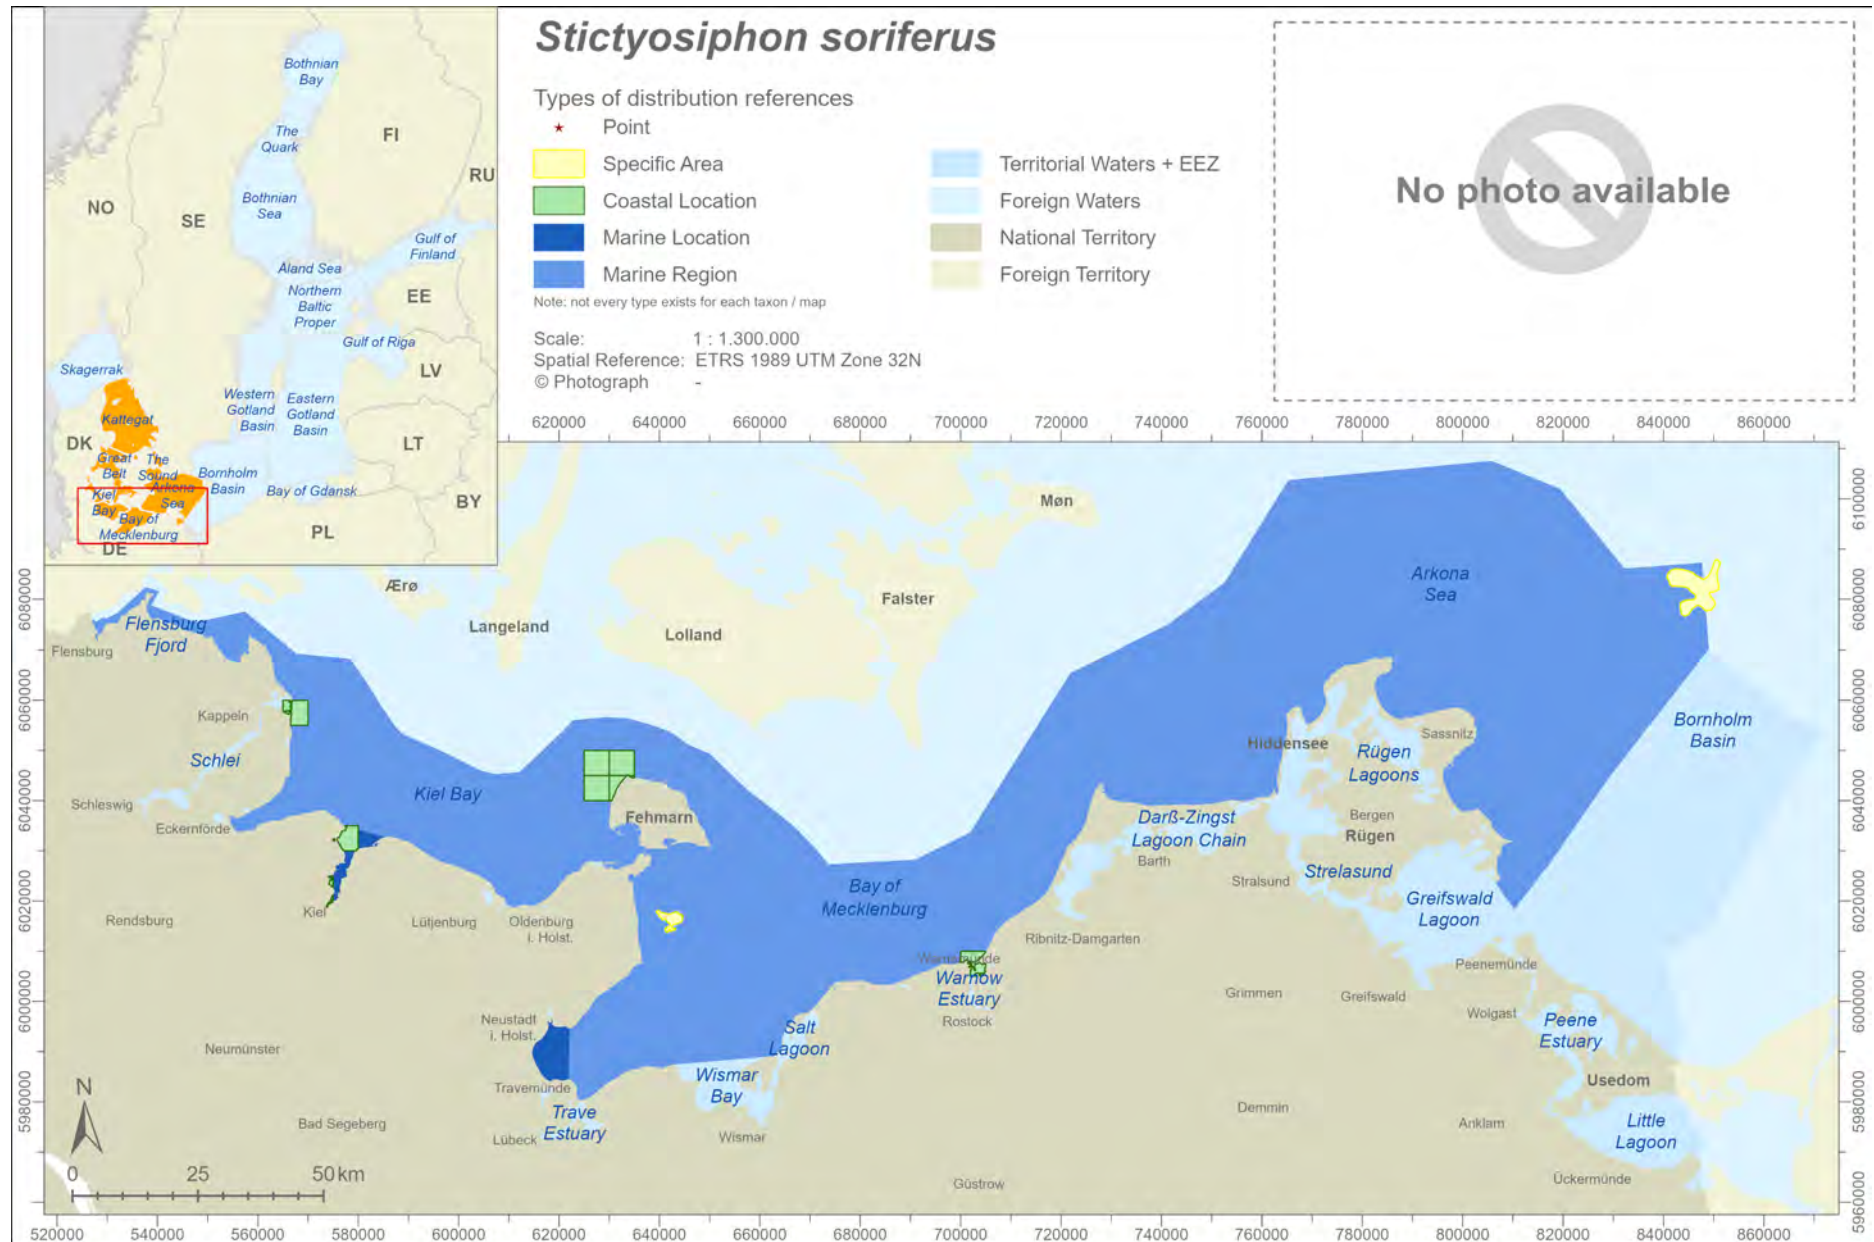 Stictyosiphon soriferus
Types of distribution references
Point
Specific Area
Coastal Location
Marine Location
Marine Region
Territorial Waters + EEZ
Foreign Waters
National Territory
Foreign Territory
Note: not every type exists for each taxon / map
Scale: 1 : 1.300.000
Spatial Reference: ETRS 1989 UTM Zone 32N
© Photograph -
No photo available
Bothnian
Bay
The
Quark
FI
RU
NO
SE
Bothnian
Sea
Gulf of
Finland
Åland Sea
Northern
Baltic
Proper
EE
Gulf of Riga
Skagerrak
LV
Western
Gotland
Basin
Eastern
Gotland
Basin
Kattegat
DK
LT
Great
Belt
The
Sound
Bornholm
Basin
Arkona
Sea
Bay of Gdansk
Kiel
Bay
BY
Bay of
Mecklenburg
PL
DE
620000 640000 660000 680000 700000 720000 740000 760000 780000 800000 820000 840000 860000
6100000
6080000
6060000
6040000
6020000
6000000
5980000
5960000
6080000
6060000
6040000
6020000
6000000
5980000
Møn
Ærø
Langeland
Lolland
Falster
Arkona
Sea
Flensburg
Fjord
Flensburg
Kappeln
Schlei
Schleswig
Eckernförde
Kiel Bay
Fehmarn
Hiddensee
Sassnitz
Rügen
Lagoons
Bornholm
Basin
Bergen
Rügen
Darß-Zingst
Lagoon Chain
Barth
Strelasund
Stralsund
Greifswald
Lagoon
Bay of
Mecklenburg
Kiel
Rendsburg
Lütjenburg
Oldenburg
i. Holst.
Ribnitz-Damgarten
Warnemünde
Warnow
Estuary
Rostock
Peenemünde
Grimmen
Greifswald
Wolgast
Peene
Estuary
Neustadt
i. Holst.
Salt
Lagoon
Neumünster
Travemünde
Wismar
Bay
Usedom
Trave
Estuary
Bad Segeberg
Lübeck
Wismar
Demmin
Anklam
Little
Lagoon
Ückermünde
Güstrow
N
0 25 50 km
520000 540000 560000 580000 600000 620000 640000 660000 680000 700000 720000 740000 760000 780000 800000 820000 840000 860000